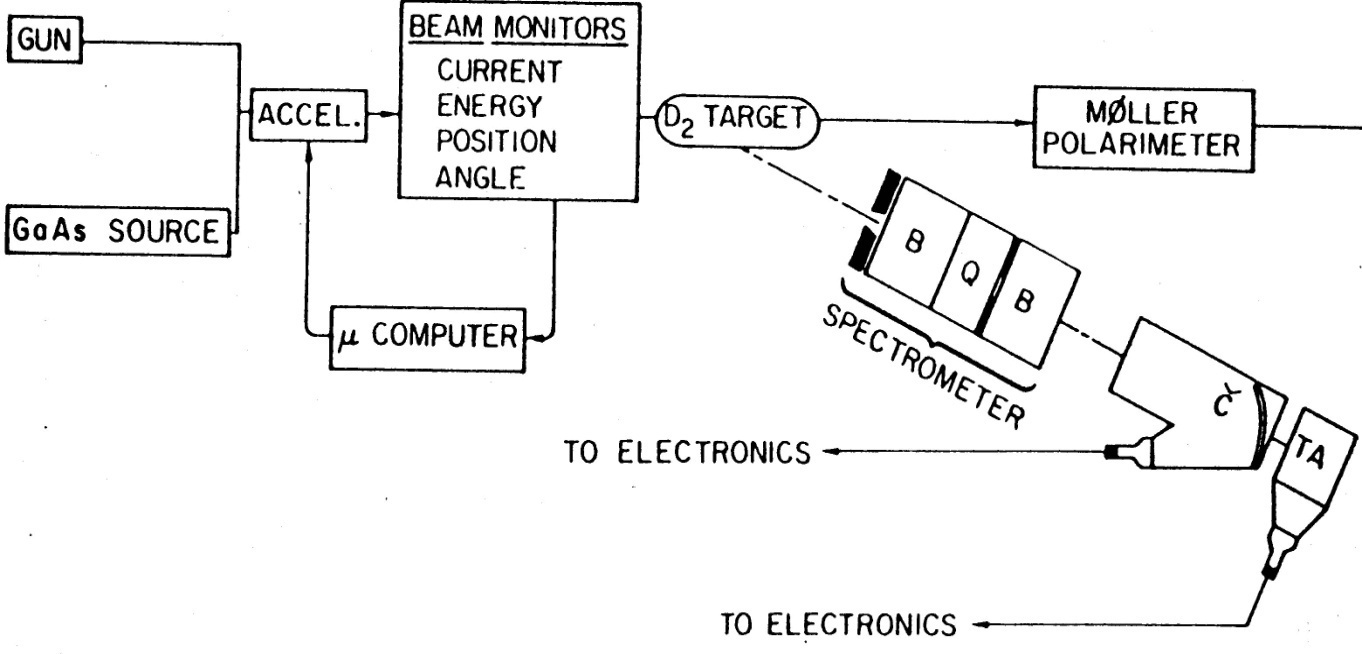 GUN
BEAM MONITORS
CURRENT
ENERGY
POSITION
ANGLE
ACCEL.
D₂ TARGET
MØLLER
POLARIMETER
GaAs SOURCE
μ COMPUTER
B
Q
B
SPECTROMETER
Č
TA
TO ELECTRONICS
TO ELECTRONICS